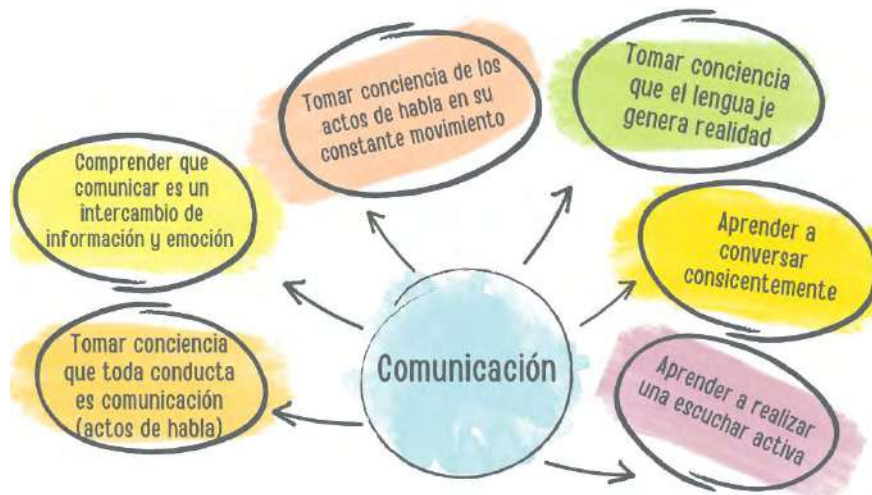 Tomar conciencia de los
actos de habla en su
constante movimiento
Tomar conciencia
que el lenguaje
genera realidad
Comprender que
comunicar es un
intercambio de
información y emoción
Aprender a
conversar
consicentemente
Tomar conciencia
que toda conducta
es comunicación
(actos de habla)
Comunicación
Aprender a realizar
una escuchar activa